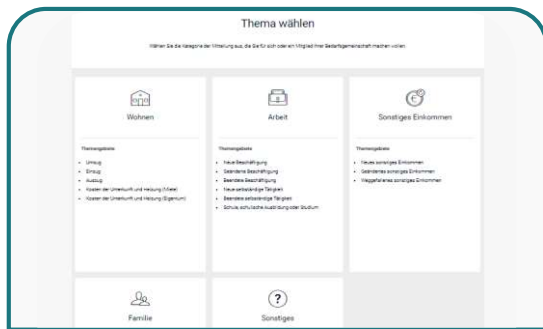 Thema wählen
Wählen Sie die Kategorie der Mitteilung aus, die Sie für sich oder ein Mitglied Ihrer Bedarfsgemeinschaft machen wollen
Wohnen
Themengebiete
Umzug
Einzug
Auszug
Kosten der Unterkunft und Heizung (Miete)
Kosten der Unterkunft und Heizung (Eigentum)
Arbeit
Themengebiete
Neue Beschäftigung
Geänderte Beschäftigung
Beendete Beschäftigung
Neue selbständige Tätigkeit
Beendete selbständige Tätigkeit
Schule, schulische Ausbildung oder Studium
Sonstiges Einkommen
Themengebiete
Neues sonstiges Einkommen
Geändertes sonstiges Einkommen
Weggefallenes sonstiges Einkommen
Familie
Sonstiges